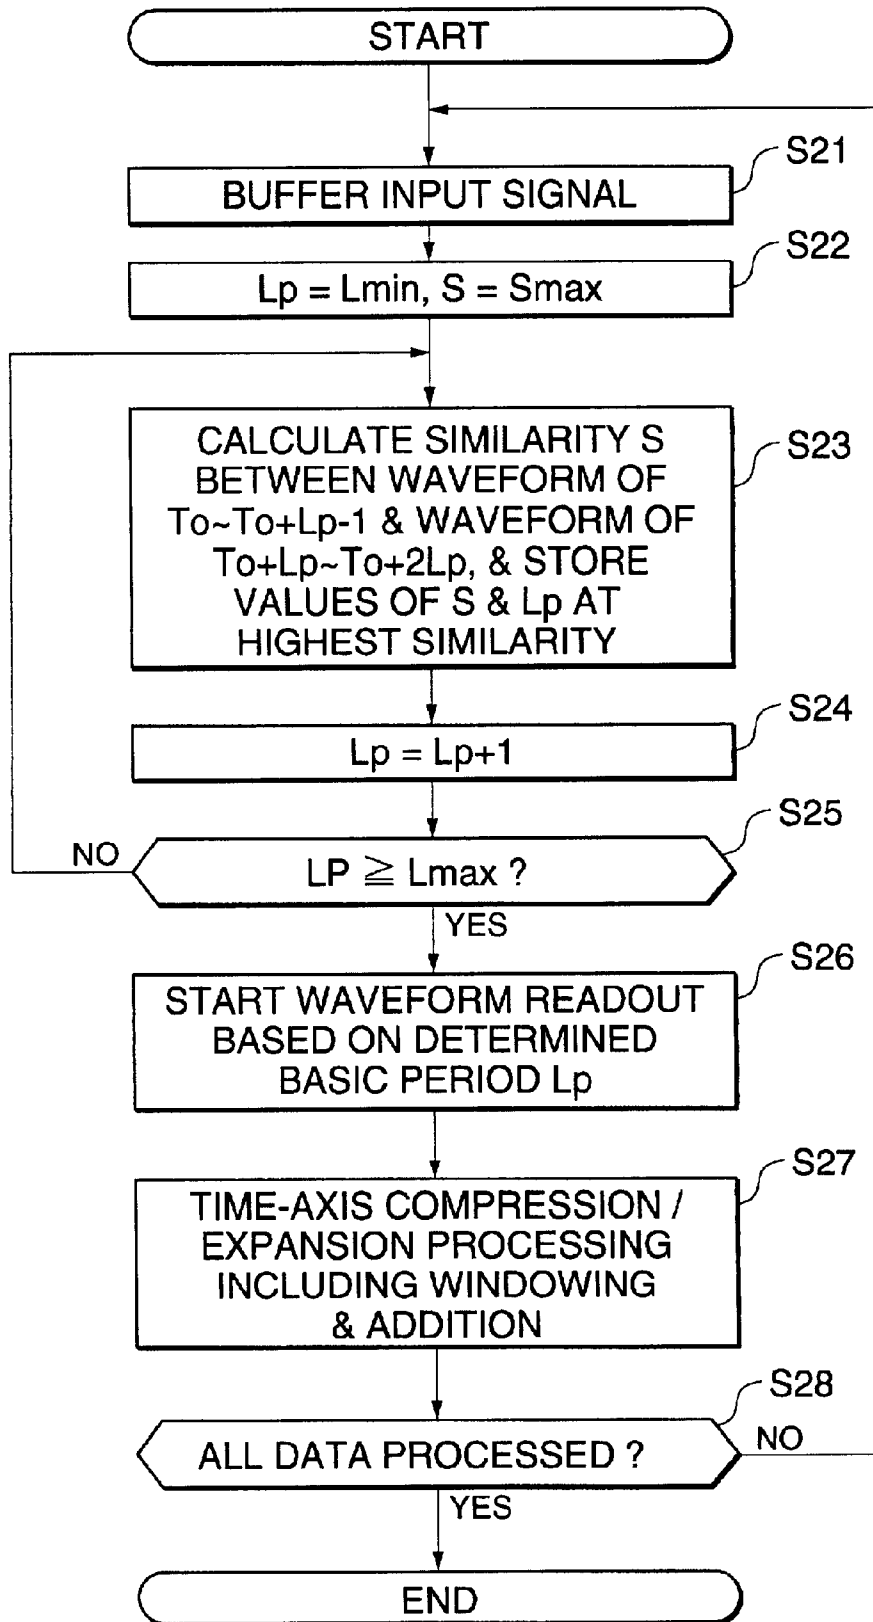 START
S21
BUFFER INPUT SIGNAL
S22
Lp = Lmin, S = Smax
S23
CALCULATE SIMILARITY S
BETWEEN WAVEFORM OF
To~To+Lp-1 & WAVEFORM OF
To+Lp~To+2Lp, & STORE
VALUES OF S & Lp AT
HIGHEST SIMILARITY
S24
Lp = Lp+1
S25
NO
LP ≧ Lmax ?
YES
S26
START WAVEFORM READOUT
BASED ON DETERMINED
BASIC PERIOD Lp
S27
TIME-AXIS COMPRESSION /
EXPANSION PROCESSING
INCLUDING WINDOWING
& ADDITION
S28
ALL DATA PROCESSED ?
NO
YES
END